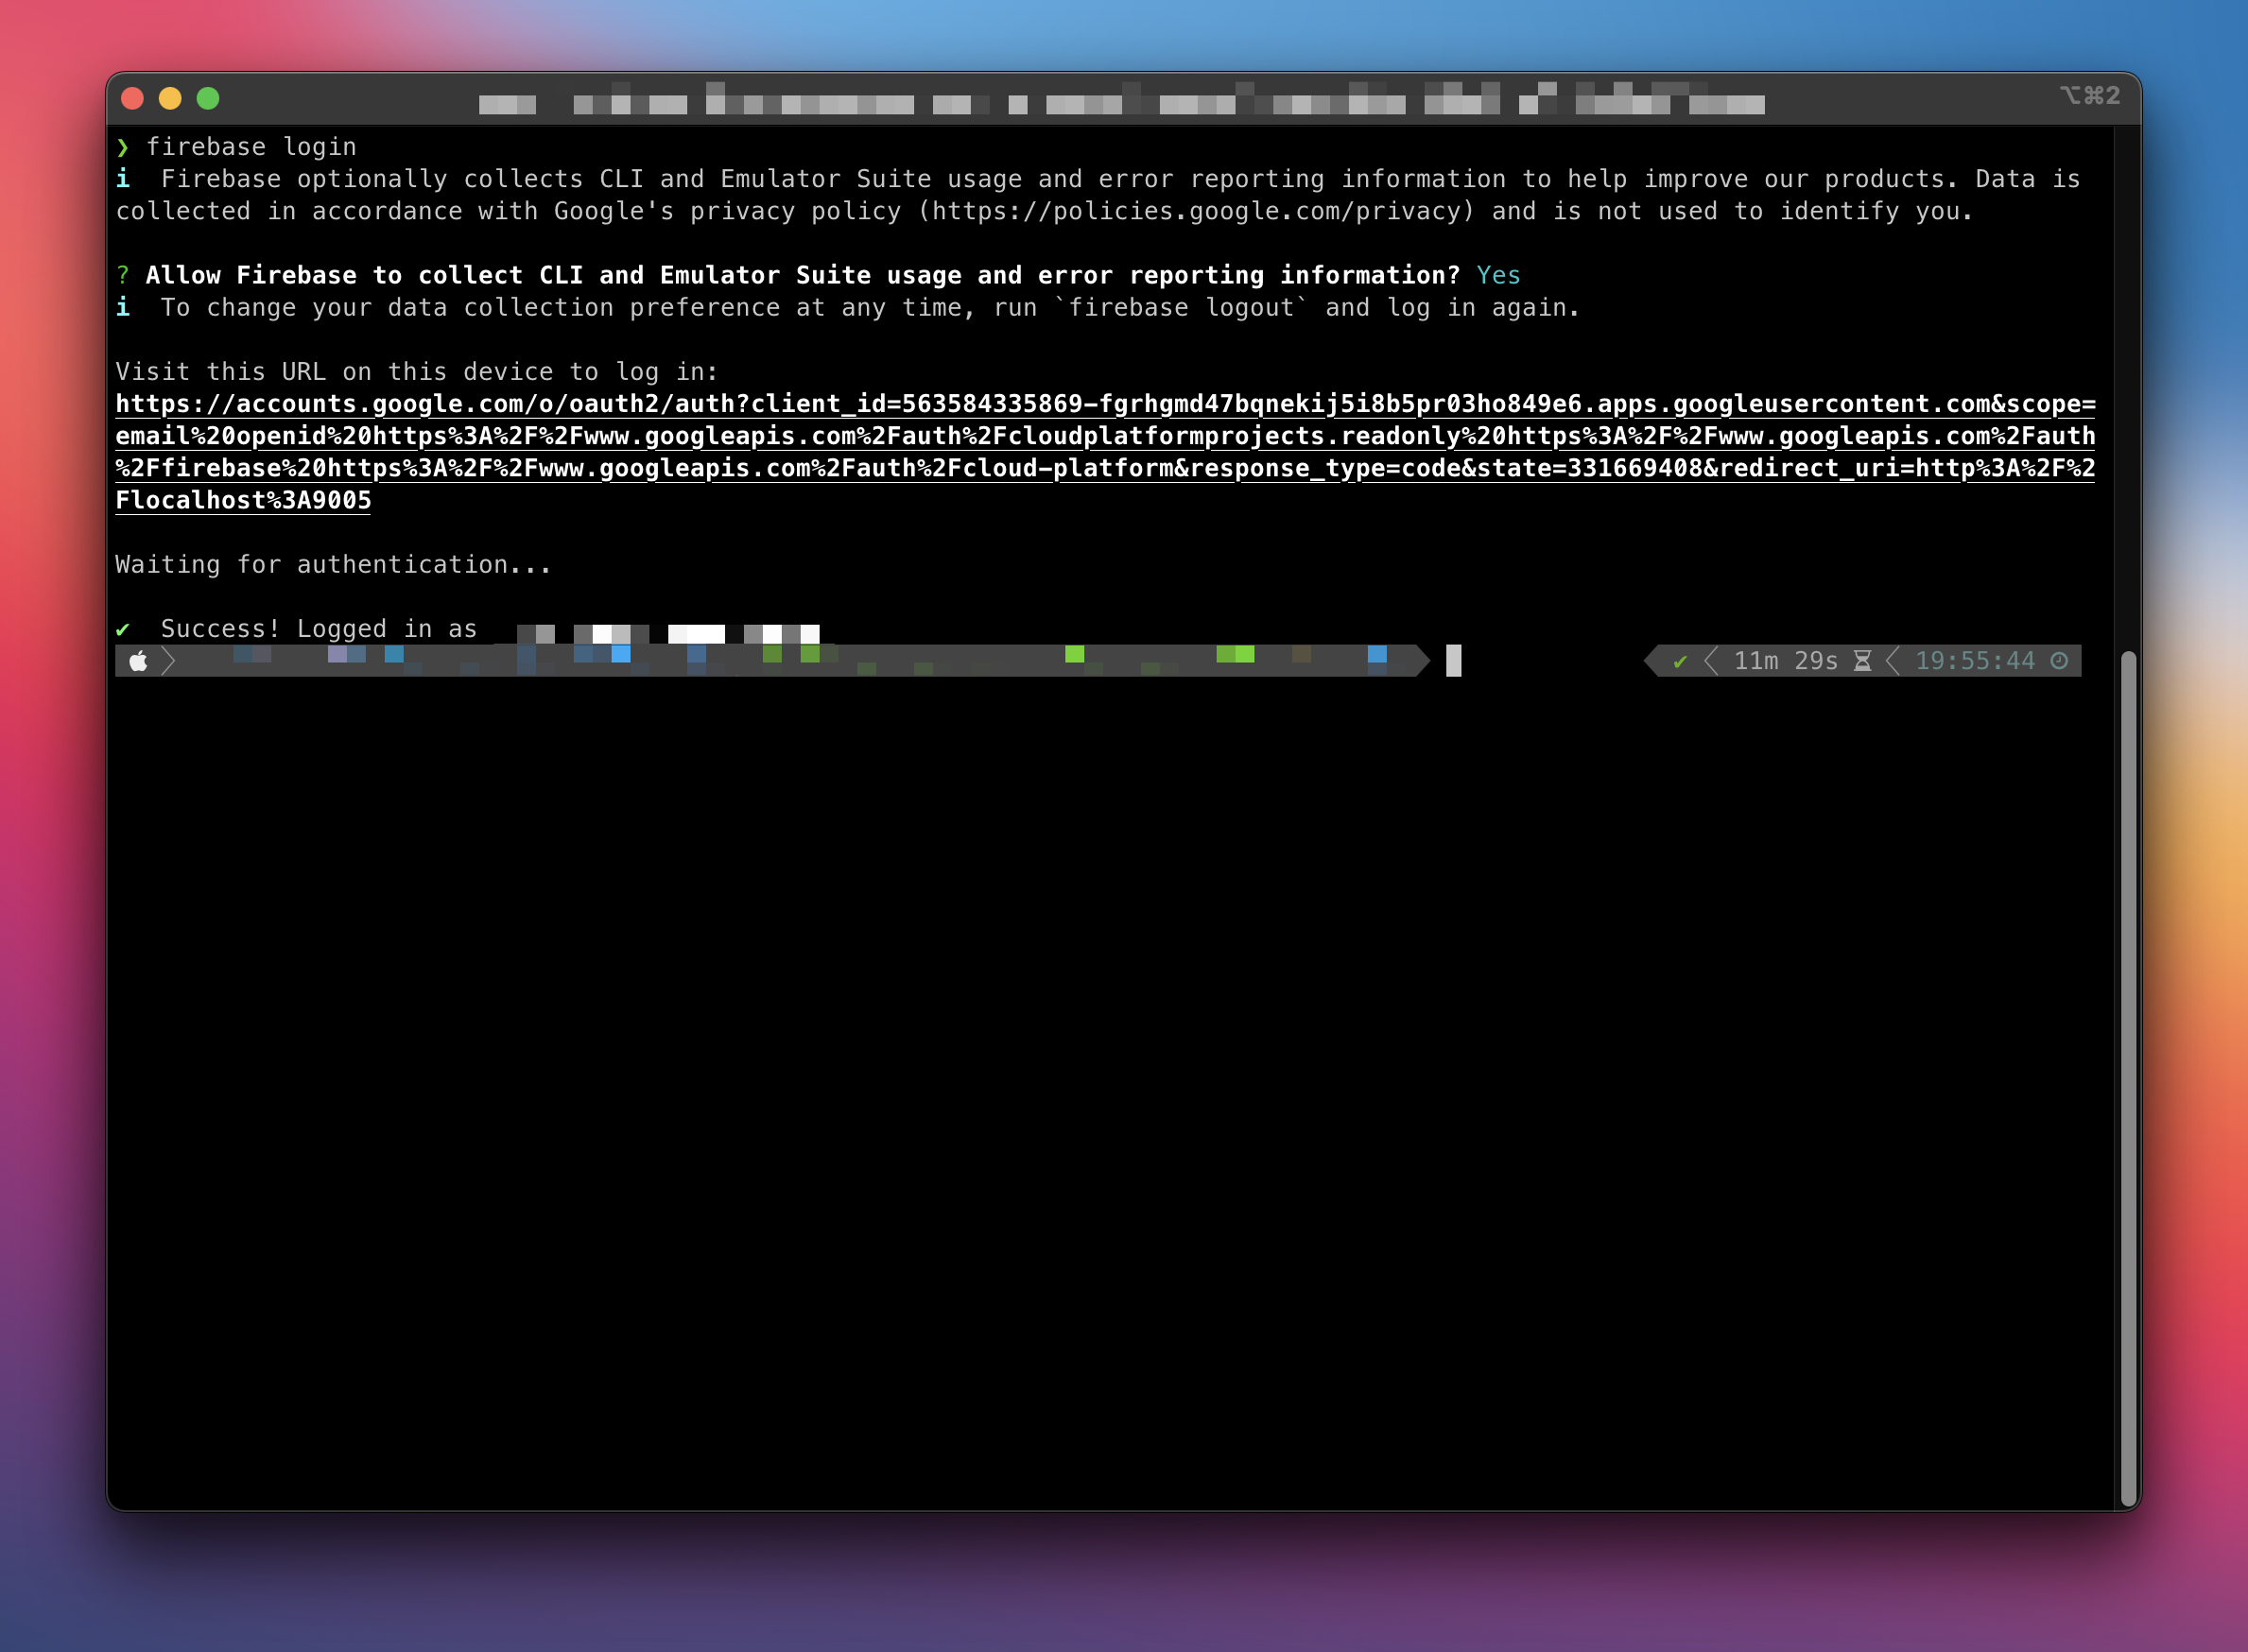 ⌥⌘2
❯ firebase login
i  Firebase optionally collects CLI and Emulator Suite usage and error reporting information to help improve our products. Data is
collected in accordance with Google's privacy policy (https://policies.google.com/privacy) and is not used to identify you.
? Allow Firebase to collect CLI and Emulator Suite usage and error reporting information? Yes
i  To change your data collection preference at any time, run `firebase logout` and log in again.
Visit this URL on this device to log in:
https://accounts.google.com/o/oauth2/auth?client_id=563584335869-fgrhgmd47bqnekij5i8b5pr03ho849e6.apps.googleusercontent.com&scope=
email%20openid%20https%3A%2F%2Fwww.googleapis.com%2Fauth%2Fcloudplatformprojects.readonly%20https%3A%2F%2Fwww.googleapis.com%2Fauth
%2Ffirebase%20https%3A%2F%2Fwww.googleapis.com%2Fauth%2Fcloud-platform&response_type=code&state=331669408&redirect_uri=http%3A%2F%2
Flocalhost%3A9005
Waiting for authentication...
✔  Success! Logged in as
✔ 11m 29s 19:55:44